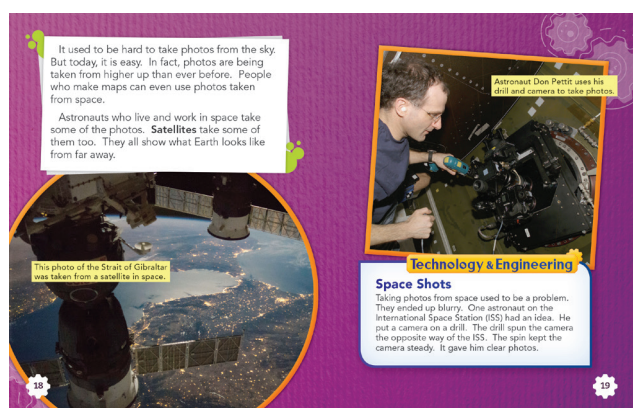 It used to be hard to take photos from the sky.
But today, it is easy. In fact, photos are being
taken from higher up than ever before. People
who make maps can even use photos taken
from space.
Astronauts who live and work in space take
some of the photos. Satellites take some of
them too. They all show what Earth looks like
from far away.
This photo of the Strait of Gibraltar
was taken from a satellite in space.
18
Astronaut Don Pettit uses his
drill and camera to take photos.
Technology & Engineering
Space Shots
Taking photos from space used to be a problem.
They ended up blurry. One astronaut on the
International Space Station (ISS) had an idea. He
put a camera on a drill. The drill spun the camera
the opposite way of the ISS. The spin kept the
camera steady. It gave him clear photos.
19